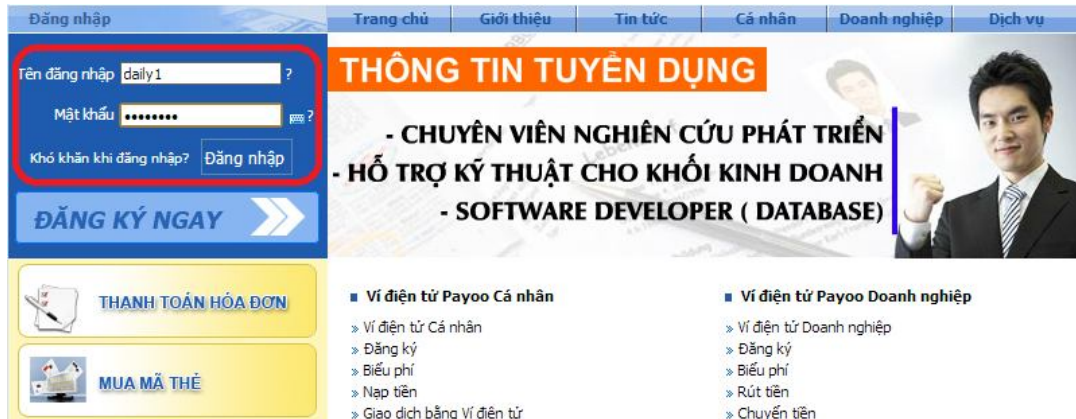 Đăng nhập
Trang chủ Giới thiệu Tin tức Cá nhân Doanh nghiệp Dịch vụ
Tên đăng nhập daily1 ?
Mật khẩu •••••••• ?
Khó khăn khi đăng nhập? Đăng nhập
ĐĂNG KÝ NGAY
THÔNG TIN TUYỂN DỤNG
- CHUYÊN VIÊN NGHIÊN CỨU PHÁT TRIỂN
- HỖ TRỢ KỸ THUẬT CHO KHỐI KINH DOANH
- SOFTWARE DEVELOPER ( DATABASE)
THANH TOÁN HÓA ĐƠN
MUA MÃ THẺ
Ví điện tử Payoo Cá nhân
» Ví điện tử Cá nhân
» Đăng ký
» Biểu phí
» Nạp tiền
» Giao dịch bằng Ví điện tử
Ví điện tử Payoo Doanh nghiệp
» Ví điện tử Doanh nghiệp
» Đăng ký
» Biểu phí
» Rút tiền
» Chuyển tiền